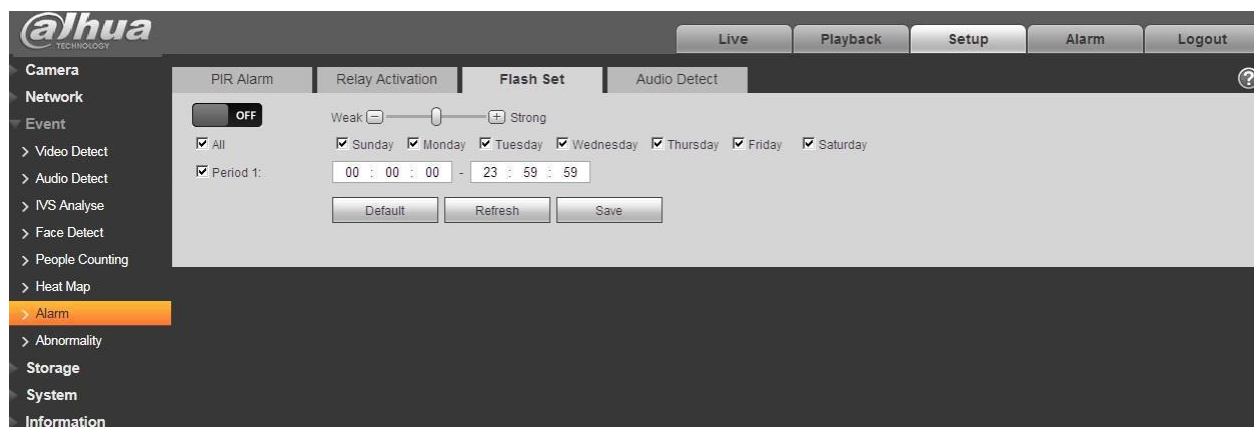 alhua
TECHNOLOGY
Live Playback Setup Alarm Logout
Camera
Network
Event
Video Detect
Audio Detect
IVS Analyse
Face Detect
People Counting
Heat Map
Alarm
Abnormality
Storage
System
Information
PIR Alarm Relay Activation Flash Set Audio Detect
?
OFF Weak - + Strong
All Sunday Monday Tuesday Wednesday Thursday Friday Saturday
Period 1: 00 : 00 : 00 - 23 : 59 : 59
Default Refresh Save